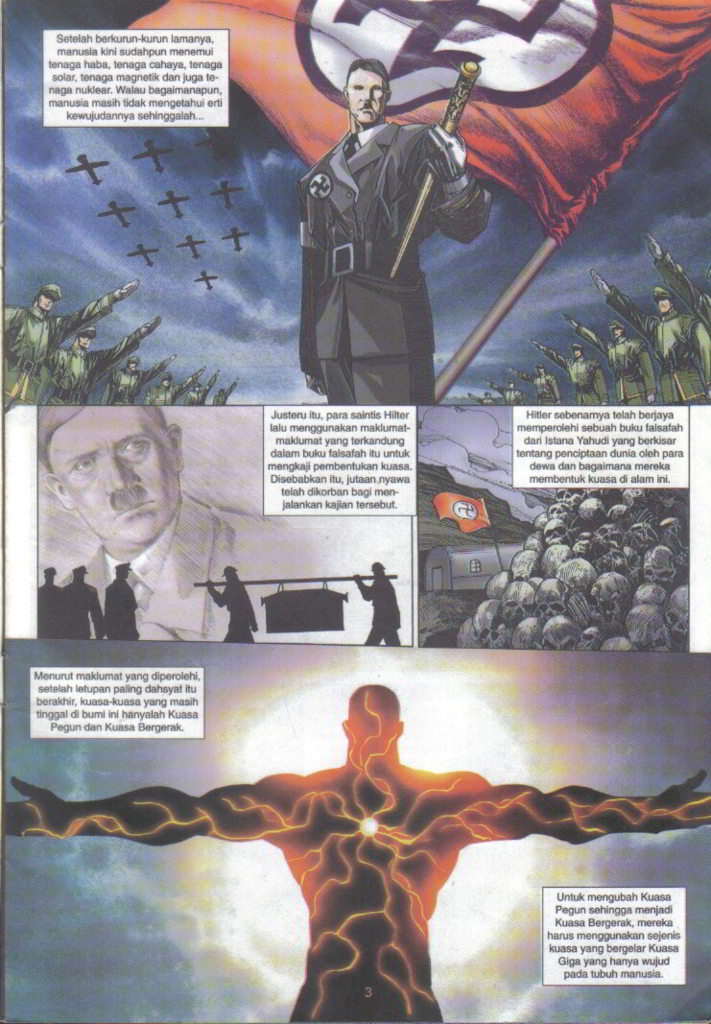 Setelah berkurun-kurun lamanya,
manusia kini sudahpun menemui
tenaga haba, tenaga cahaya, tenaga
solar, tenaga magnetik dan juga te-
naga nuklear. Walau bagaimanapun,
manusia masih tidak mengetahui erti
kewujudannya sehinggalah...
Justeru itu, para saintis Hilter
lalu menggunakan maklumat-
maklumat yang terkandung
dalam buku falsafah itu untuk
mengkaji pembentukan kuasa.
Disebabkan itu, jutaan nyawa
telah dikorban bagi men-
jalankan kajian tersebut.
Hitler sebenarnya telah berjaya
memperolehi sebuah buku falsafah
dari Istana Yahudi yang berkisar
tentang penciptaan dunia oleh para
dewa dan bagaimana mereka
membentuk kuasa di alam ini.
Menurut maklumat yang diperolehi,
setelah letupan paling dahsyat itu
berakhir, kuasa-kuasa yang masih
tinggal di bumi ini hanyalah Kuasa
Pegun dan Kuasa Bergerak.
Untuk mengubah Kuasa
Pegun sehingga menjadi
Kuasa Bergerak, mereka
harus menggunakan sejenis
kuasa yang bergelar Kuasa
Giga yang hanya wujud
pada tubuh manusia.
3